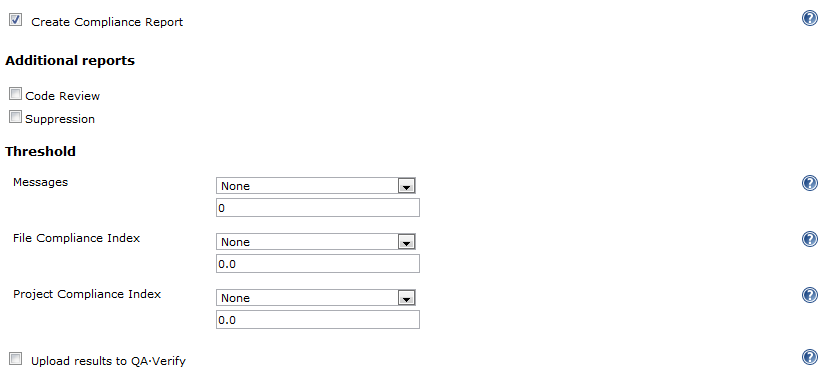 Create Compliance Report
Additional reports
Code Review
Suppression
Threshold
Messages
None
0
File Compliance Index
None
0.0
Project Compliance Index
None
0.0
Upload results to QA·Verify